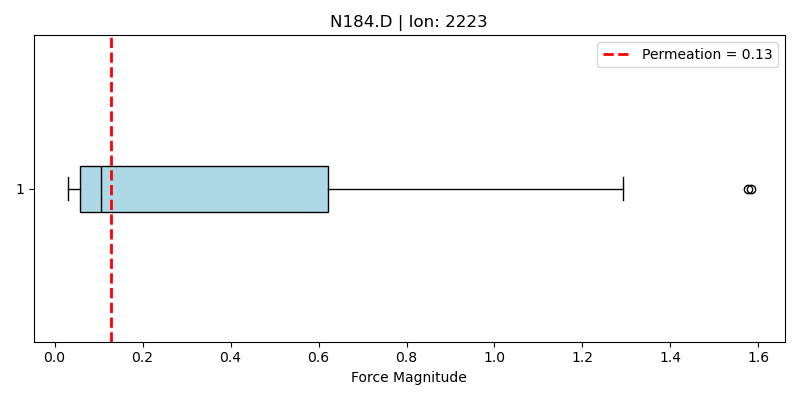 N184.D | Ion: 2223
Permeation = 0.13
1
0.0 0.2 0.4 0.6 0.8 1.0 1.2 1.4 1.6
Force Magnitude